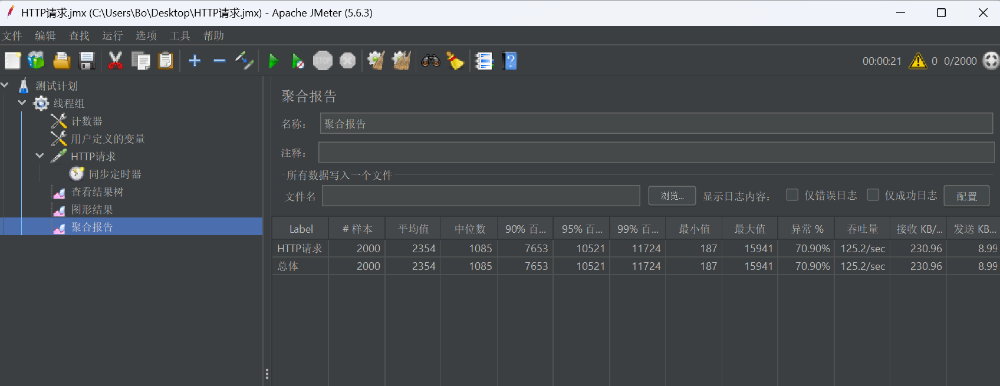 HTTP请求.jmx (C:\Users\Bo\Desktop\HTTP请求.jmx) - Apache JMeter (5.6.3)
文件 编辑 查找 运行 选项 工具 帮助
STOP
00:00:21 0 0/2000
测试计划
线程组
计数器
用户定义的变量
HTTP请求
同步定时器
查看结果树
图形结果
聚合报告
聚合报告
名称： 聚合报告
注释：
所有数据写入一个文件
文件名 浏览... 显示日志内容： 仅错误日志 仅成功日志 配置
Label # 样本 平均值 中位数 90% 百... 95% 百... 99% 百... 最小值 最大值 异常 % 吞吐量 接收 KB/... 发送 KB...
HTTP请求 2000 2354 1085 7653 10521 11724 187 15941 70.90% 125.2/sec 230.96 8.99
总体 2000 2354 1085 7653 10521 11724 187 15941 70.90% 125.2/sec 230.96 8.99